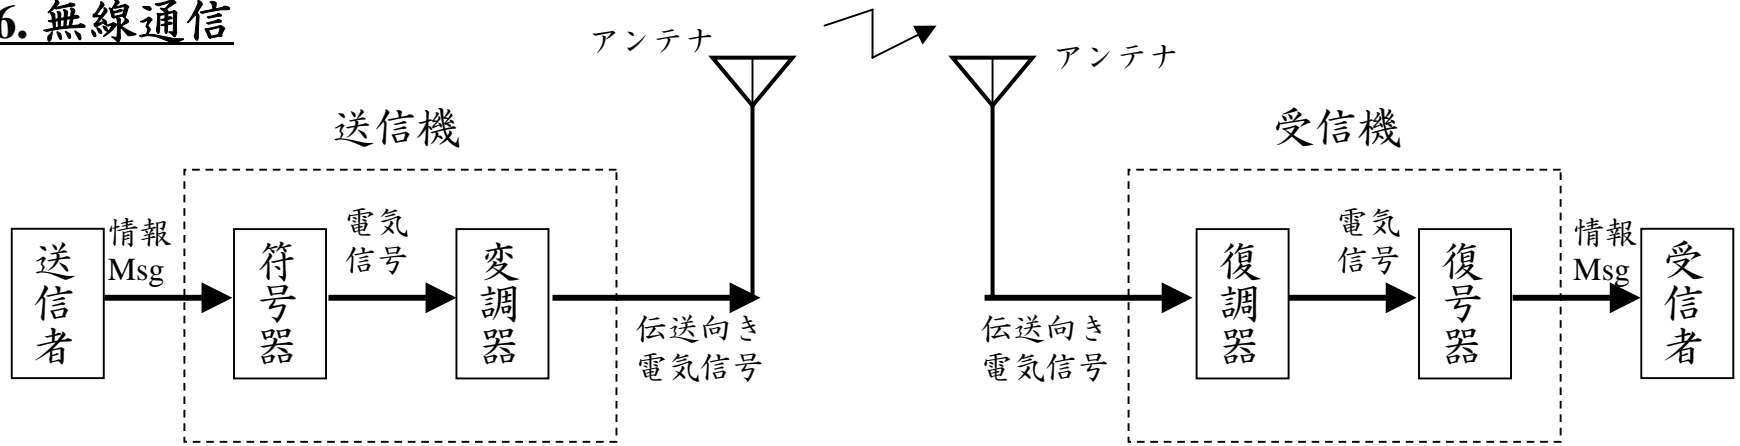 6. 無線通信
アンテナ
アンテナ
送信機
受信機
送信者
情報
Msg
符号器
電気
信号
変調器
伝送向き
電気信号
伝送向き
電気信号
復調器
電気
信号
復号器
情報
Msg
受信者